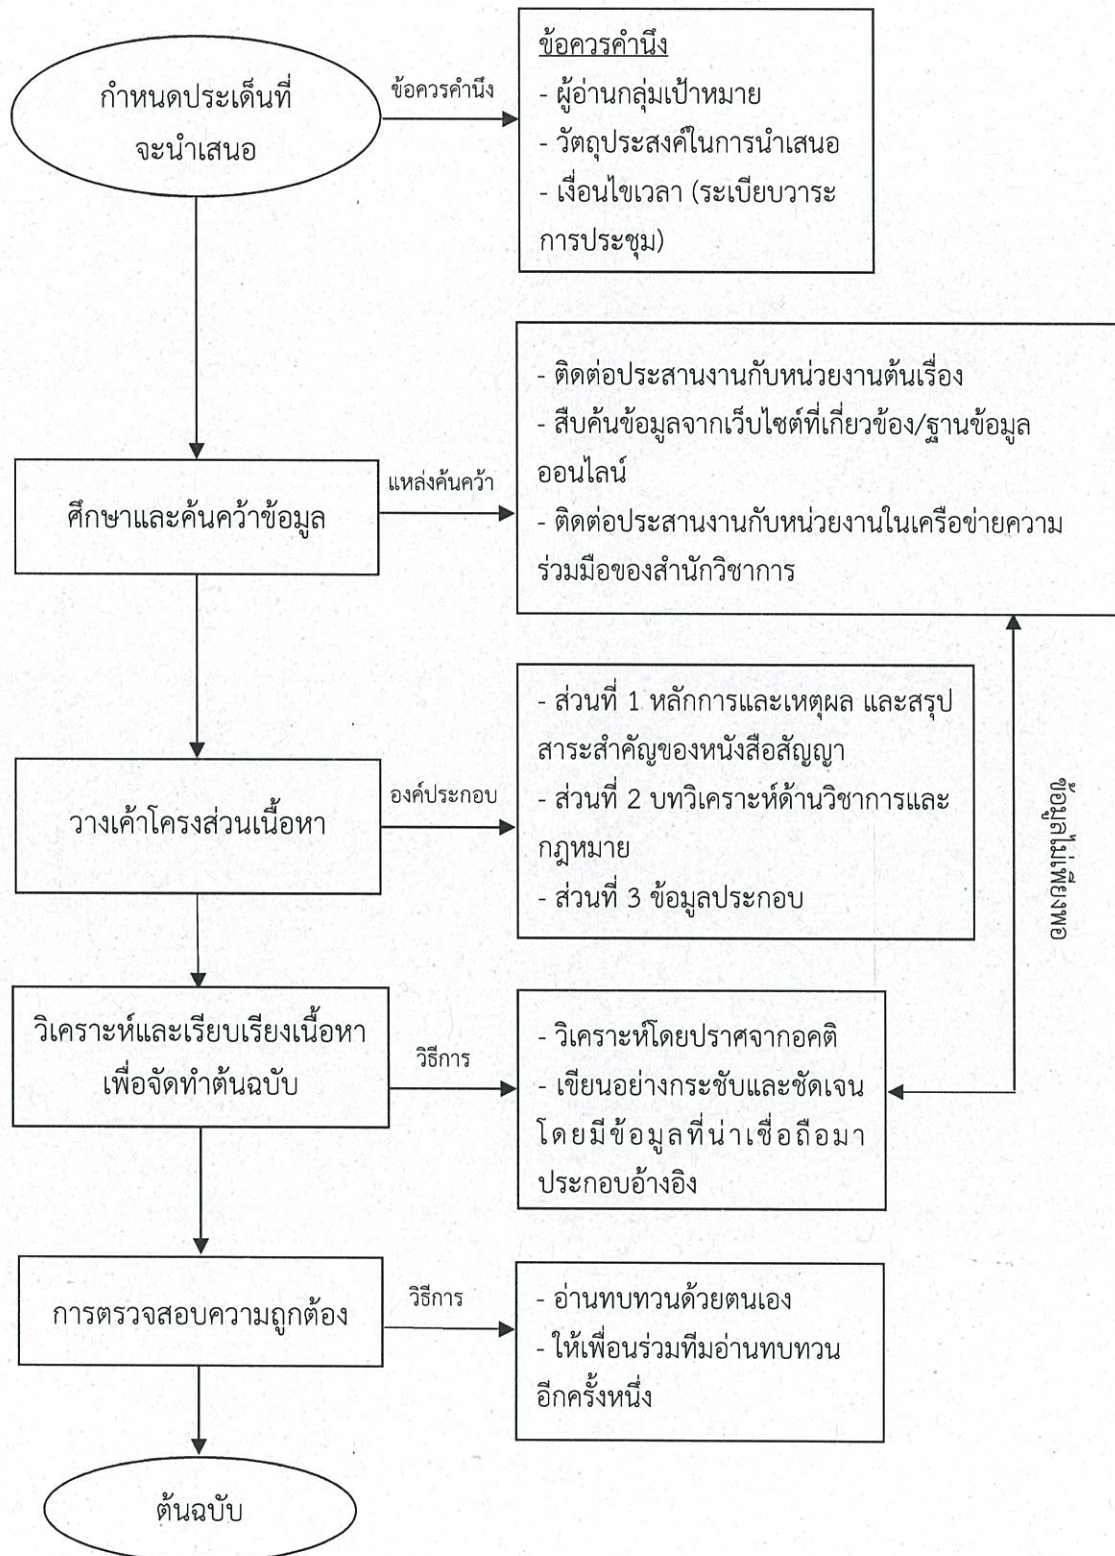 กำหนดประเด็นที่
จะนำเสนอ
ข้อควรคำนึง
ข้อควรคำนึง
- ผู้อ่านกลุ่มเป้าหมาย
- วัตถุประสงค์ในการนำเสนอ
- เงื่อนไขเวลา (ระเบียบวาระ
การประชุม)
ศึกษาและค้นคว้าข้อมูล
แหล่งค้นคว้า
- ติดต่อประสานงานกับหน่วยงานต้นเรื่อง
- สืบค้นข้อมูลจากเว็บไซต์ที่เกี่ยวข้อง/ฐานข้อมูล
ออนไลน์
- ติดต่อประสานงานกับหน่วยงานในเครือข่ายความ
ร่วมมือของสำนักวิชาการ
วางเค้าโครงส่วนเนื้อหา
องค์ประกอบ
- ส่วนที่ 1 หลักการและเหตุผล และสรุป
สาระสำคัญของหนังสือสัญญา
- ส่วนที่ 2 บทวิเคราะห์ด้านวิชาการและ
กฎหมาย
- ส่วนที่ 3 ข้อมูลประกอบ
ข้อมูลไม่เพียงพอ
วิเคราะห์และเรียบเรียงเนื้อหา
เพื่อจัดทำต้นฉบับ
วิธีการ
- วิเคราะห์โดยปราศจากอคติ
- เขียนอย่างกระชับและชัดเจน
โดยมีข้อมูลที่น่าเชื่อถือมา
ประกอบอ้างอิง
การตรวจสอบความถูกต้อง
วิธีการ
- อ่านทบทวนด้วยตนเอง
- ให้เพื่อนร่วมทีมอ่านทบทวน
อีกครั้งหนึ่ง
ต้นฉบับ